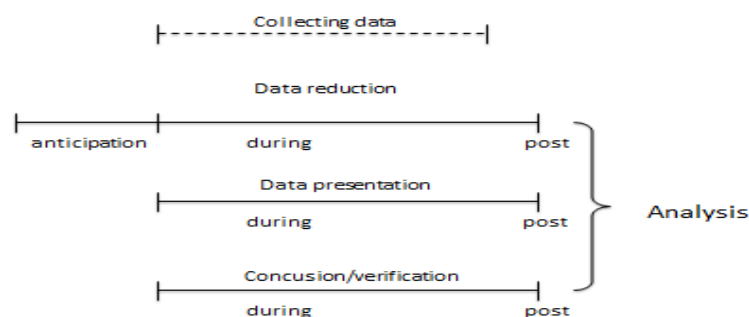 Collecting data
Data reduction
anticipation during post
Data presentation
during post
Analysis
Concusion/verification
during post